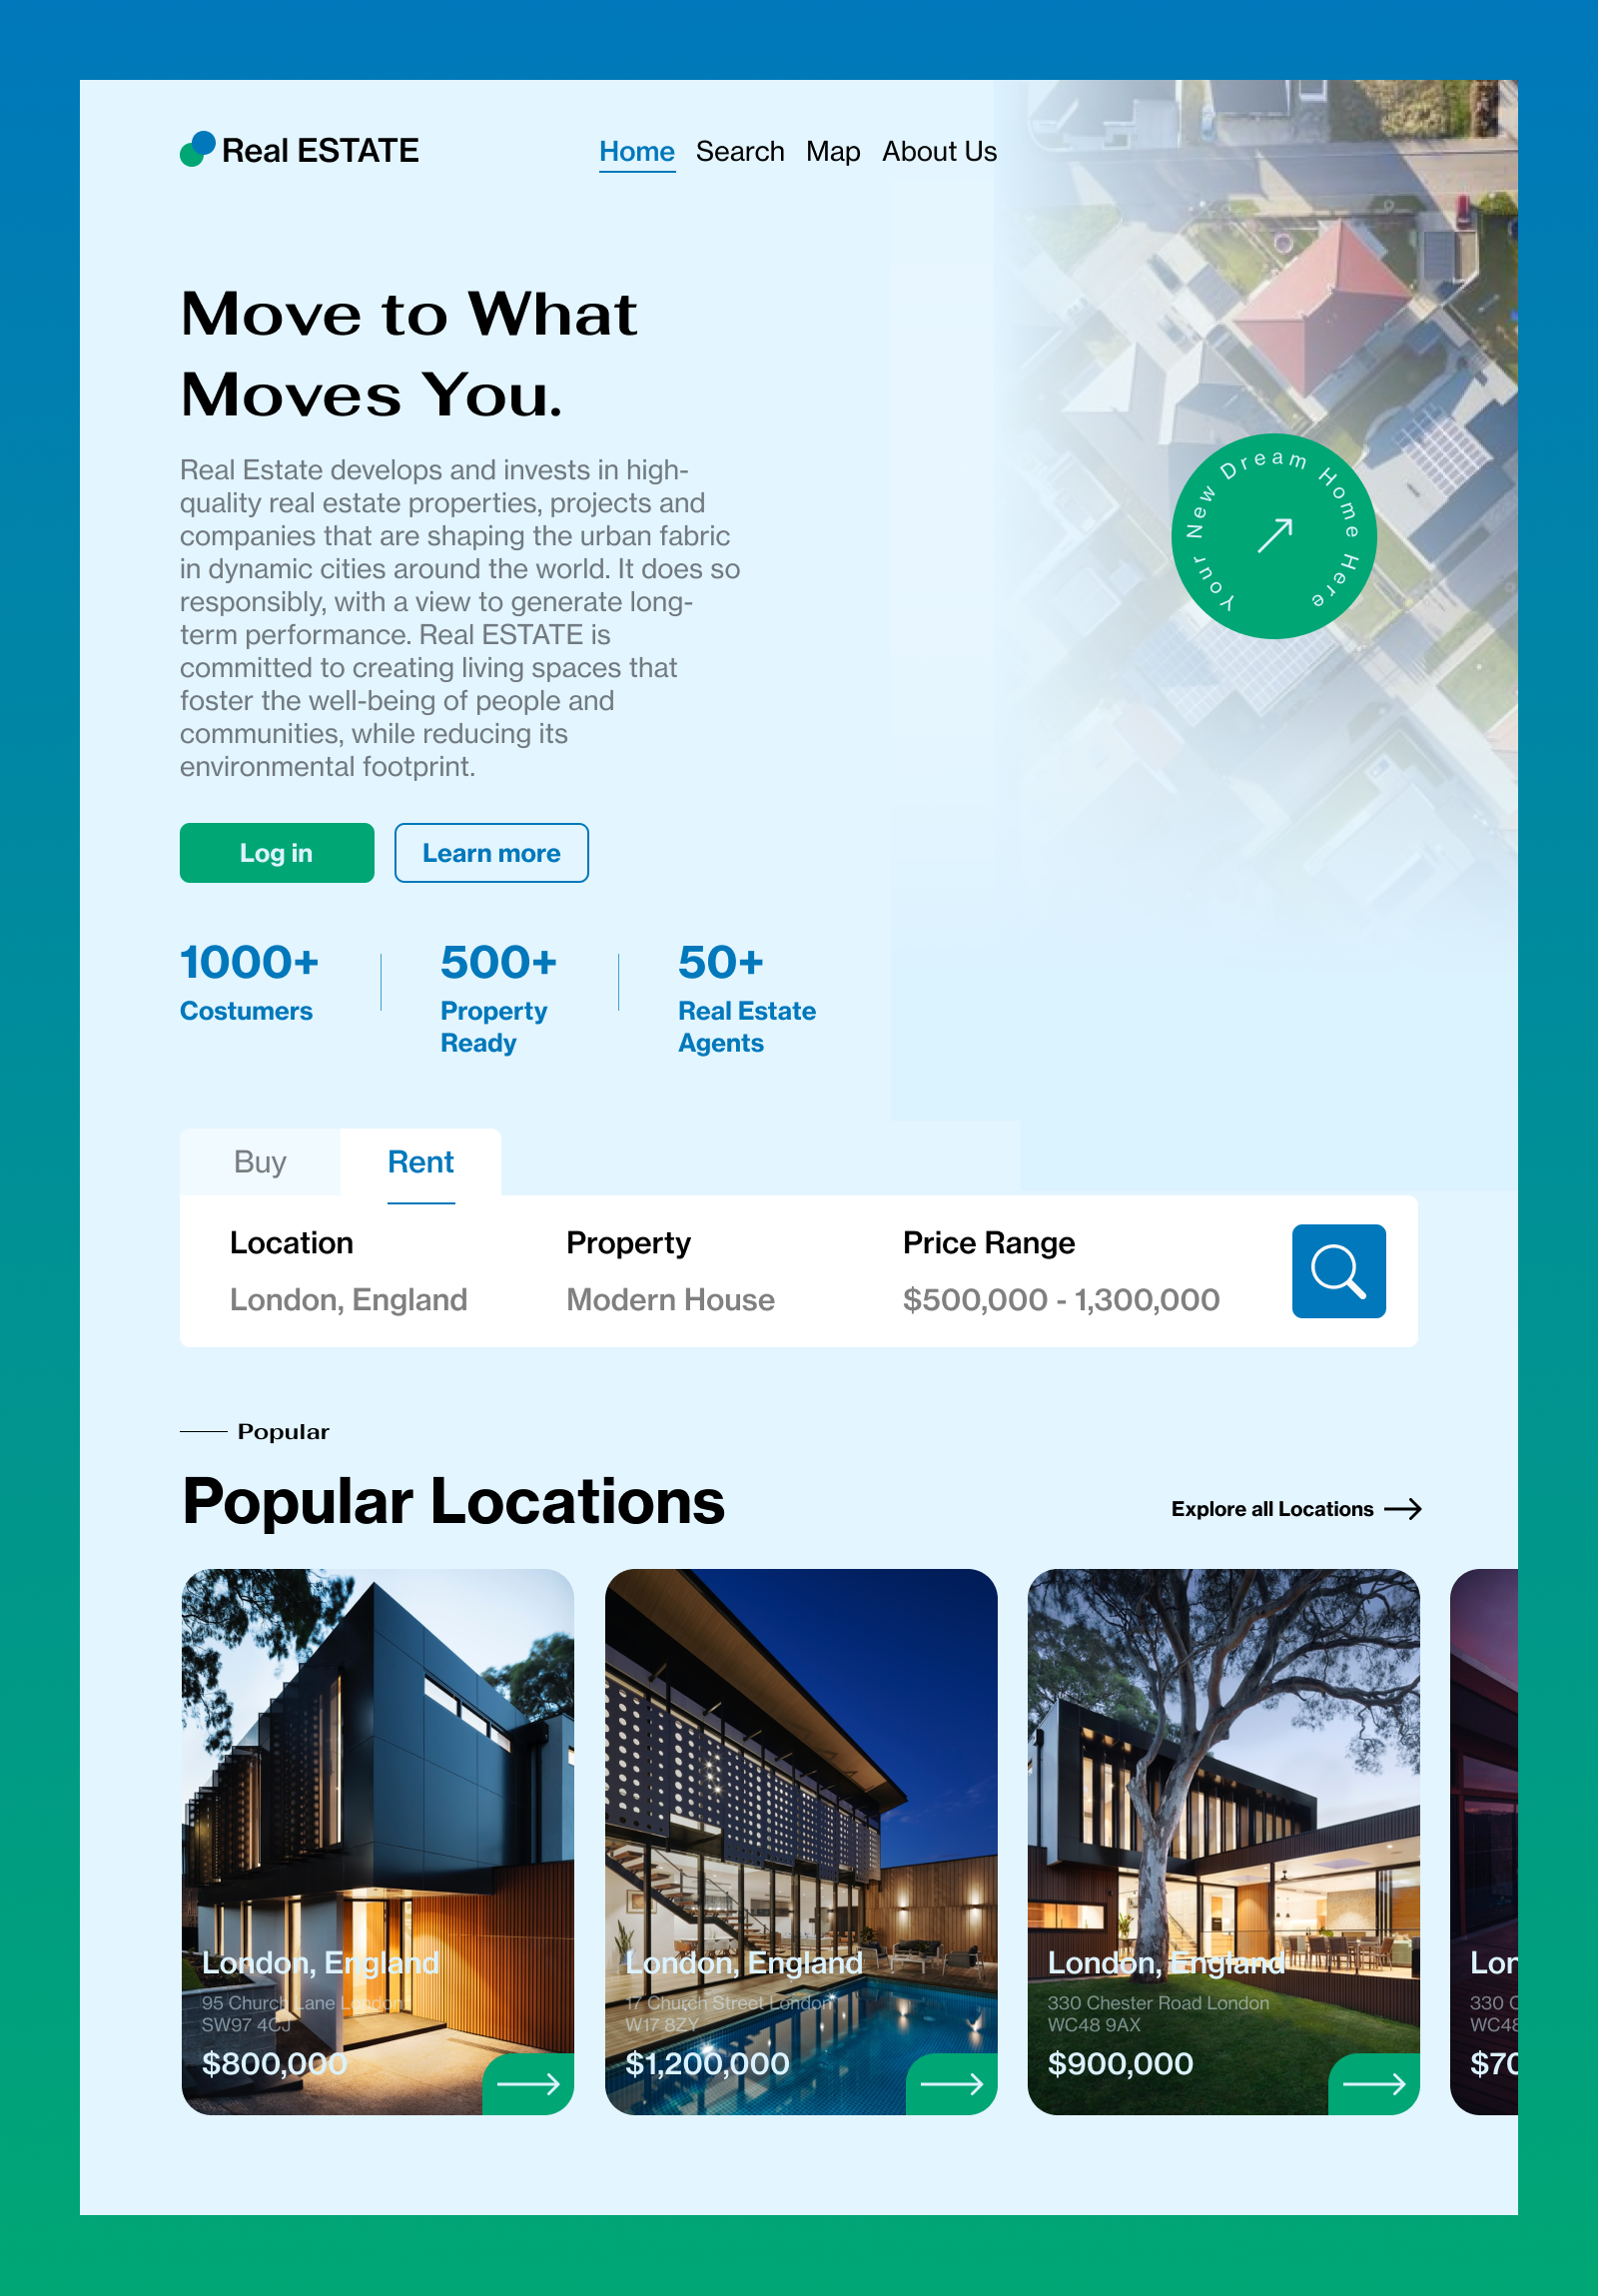 Real ESTATE
Home Search Map About Us
Move to What
Moves You.
Real Estate develops and invests in high-
quality real estate properties, projects and
companies that are shaping the urban fabric
in dynamic cities around the world. It does so
responsibly, with a view to generate long-
term performance. Real ESTATE is
committed to creating living spaces that
foster the well-being of people and
communities, while reducing its
environmental footprint.
Your New Dream Home Here
Log in
Learn more
1000+
Costumers
500+
Property
Ready
50+
Real Estate
Agents
Buy
Rent
Location
London, England
Property
Modern House
Price Range
$500,000 - 1,300,000
Popular
Popular Locations
Explore all Locations
London, England
95 Church Lane London
SW97 4CJ
$800,000
London, England
17 Church Street London
W17 8ZY
$1,200,000
London, England
330 Chester Road London
WC48 9AX
$900,000
Lon
330 C
WC48
$70